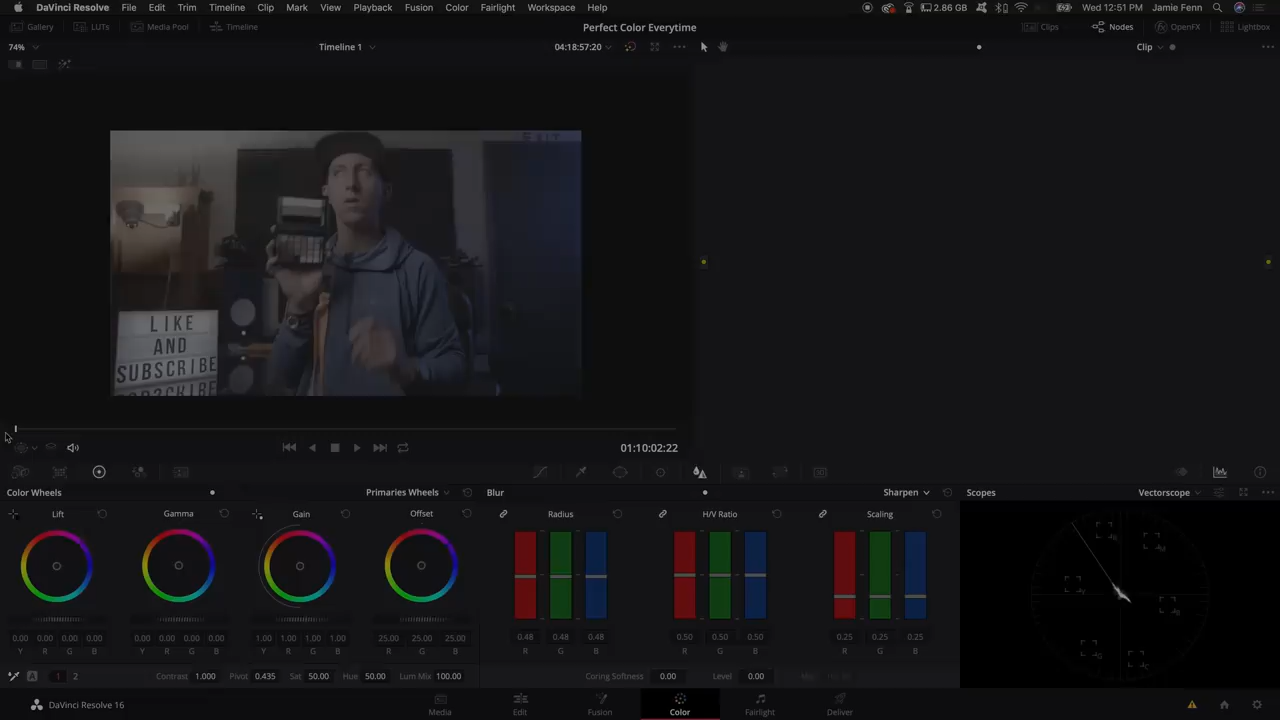 DaVinci Resolve File Edit Trim Timeline Clip Mark View Playback Fusion Color Fairlight Workspace Help 2.86 GB Wed 12:51 PM Jamie Fenn
Gallery LUTs Media Pool Timeline Perfect Color Everytime Clips Nodes OpenFX Lightbox
74% Timeline 1 04:18:57:20 Clip
EXIT
LIKE
AND
SUBSCRIBE
01:10:02:22
Color Wheels Primaries Wheels Blur Sharpen Scopes Vectorscope
Lift Gamma Gain Offset Radius H/V Ratio Scaling
0.00 0.00 0.00 0.00 0.00 0.00 0.00 0.00 1.00 1.00 1.00 1.00 25.00 25.00 25.00 0.48 0.48 0.48 0.50 0.50 0.50 0.25 0.25 0.25
Y R G B Y R G B Y R G B R G B R G B R G B R G B
A 1 2 Contrast 1.000 Pivot 0.435 Sat 50.00 Hue 50.00 Lum Mix 100.00 Coring Softness 0.00 Level 0.00
DaVinci Resolve 16 Media Edit Fusion Color Fairlight Deliver